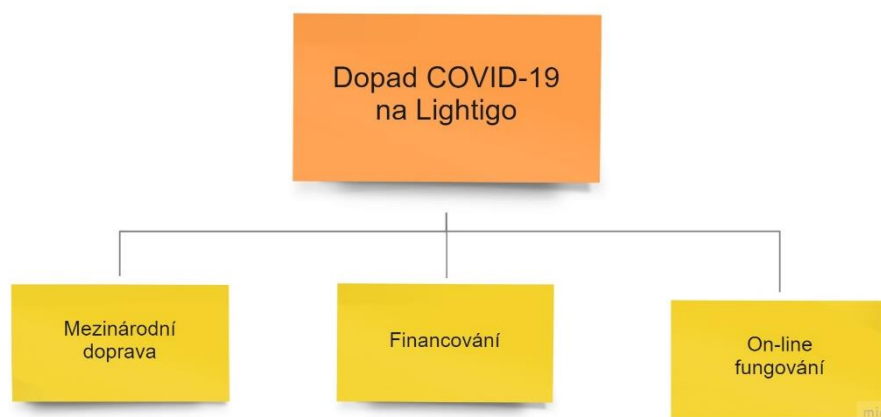 Dopad COVID-19
na Lightigo
Mezinárodní
doprava
Financování
On-line
fungování